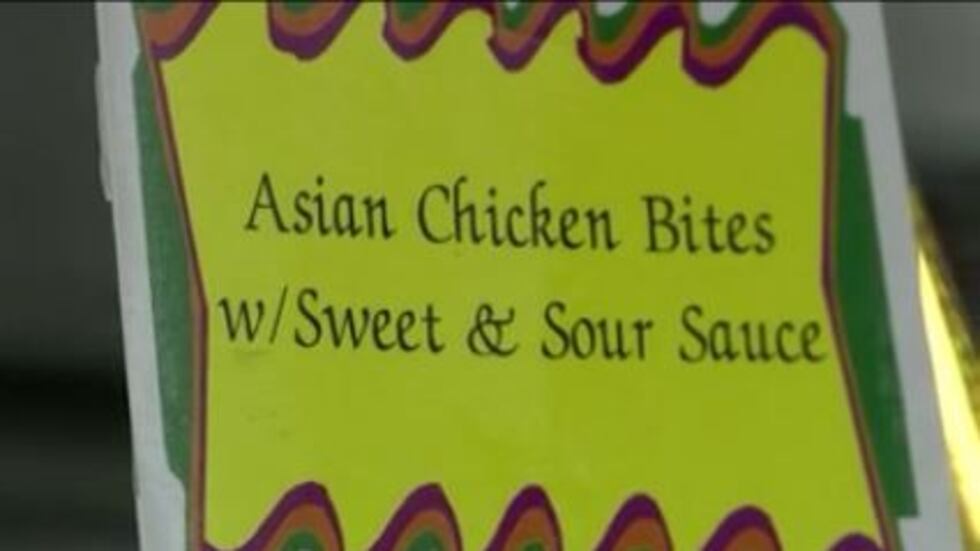 Asian Chicken Bites
w/Sweet & Sour Sauce